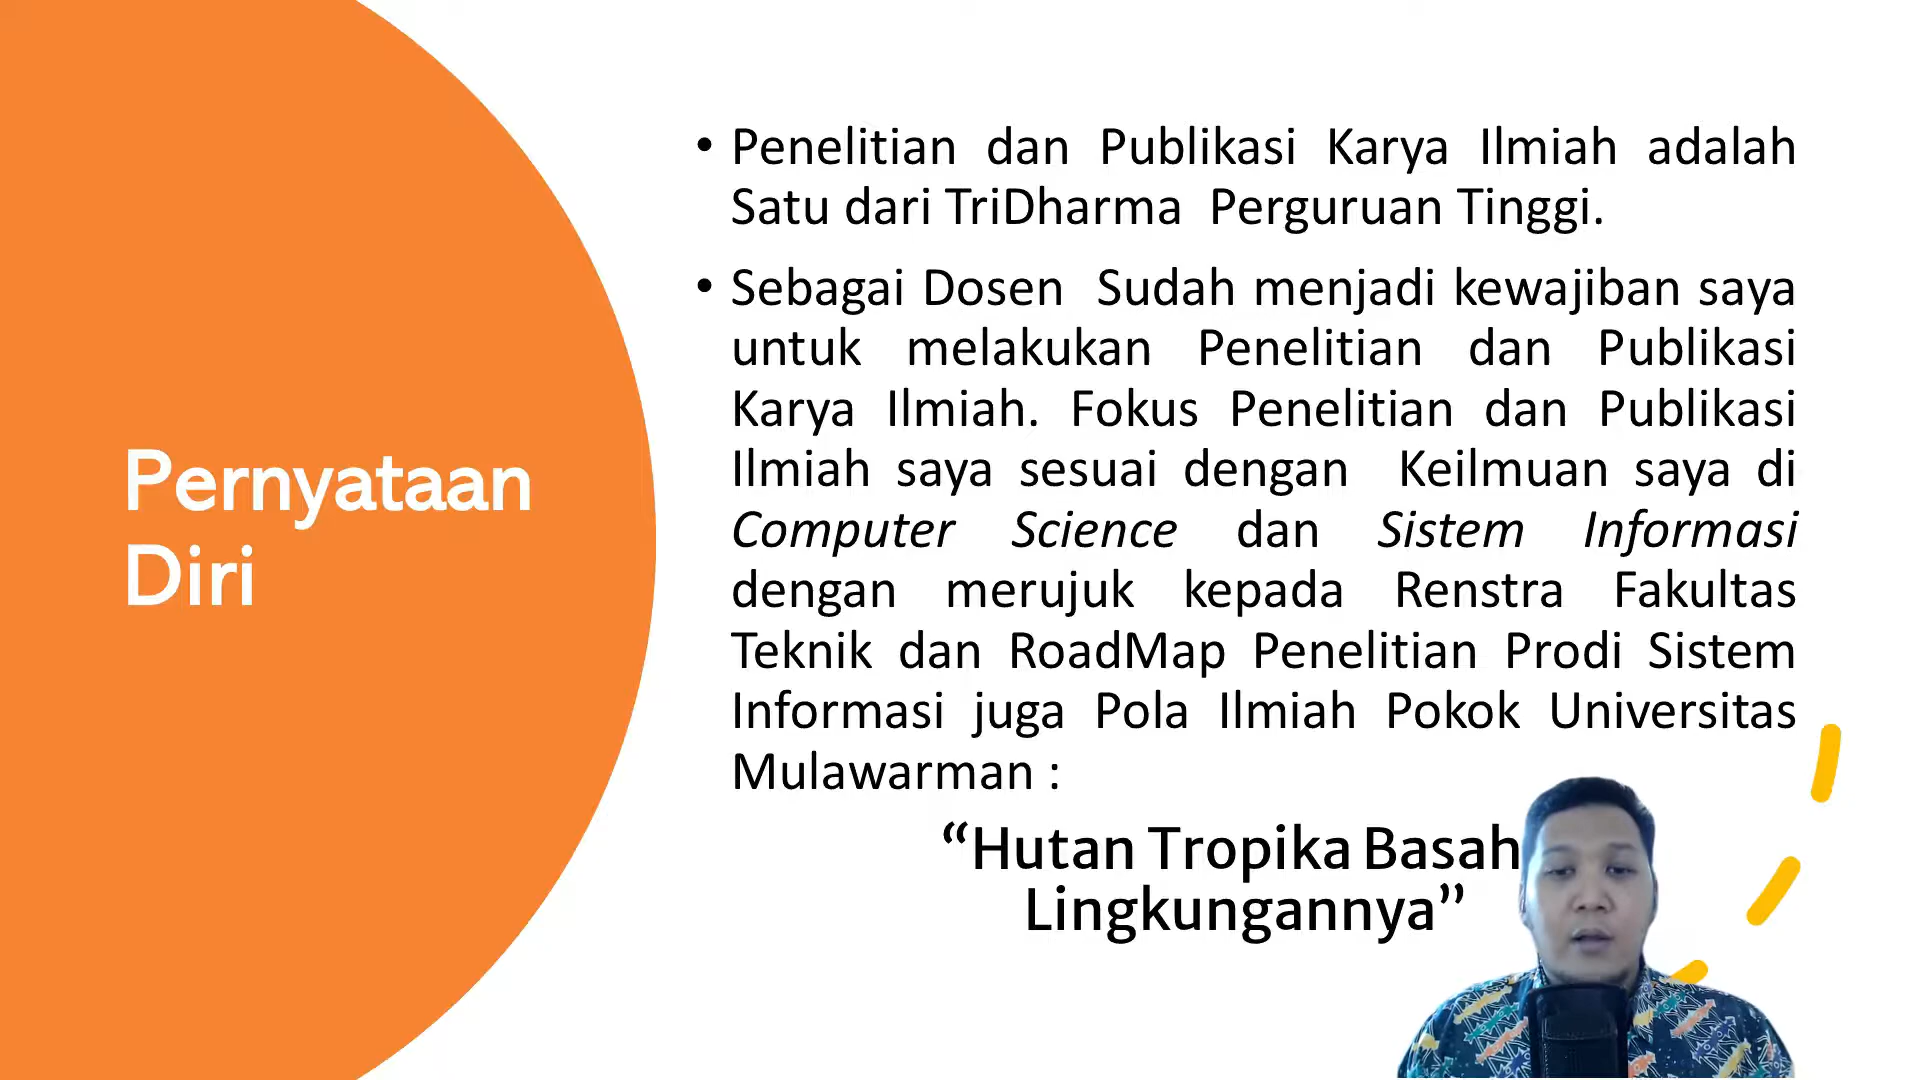 Pernyataan
Diri
• Penelitian dan Publikasi Karya Ilmiah adalah
Satu dari TriDharma Perguruan Tinggi.
• Sebagai Dosen Sudah menjadi kewajiban saya
untuk melakukan Penelitian dan Publikasi
Karya Ilmiah. Fokus Penelitian dan Publikasi
Ilmiah saya sesuai dengan Keilmuan saya di
Computer Science dan Sistem Informasi
dengan merujuk kepada Renstra Fakultas
Teknik dan RoadMap Penelitian Prodi Sistem
Informasi juga Pola Ilmiah Pokok Universitas
Mulawarman :
“Hutan Tropika Basah
Lingkungannya”